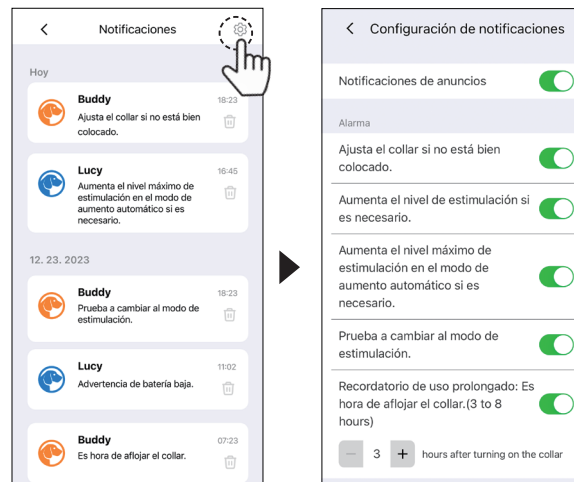 Notifications
Hoy
Buddy
18:23
Ajusta el collar si no está bien
colocado.
Lucy
16:45
Aumenta el nivel máximo de
estimulación en el modo de
aumento automático si es
necesario.
12. 23. 2023
Buddy
18:23
Prueba a cambiar al modo de
estimulación.
Lucy
11:02
Advertencia de batería baja.
Buddy
07:23
Es hora de aflojar el collar.
Configuración de notificaciones
Notificaciones de anuncios
Alarma
Ajusta el collar si no está bien
colocado.
Aumenta el nivel de estimulación si
es necesario.
Aumenta el nivel máximo de
estimulación en el modo de
aumento automático si es
necesario.
Prueba a cambiar al modo de
estimulación.
Recordatorio de uso prolongado: Es
hora de aflojar el collar.(3 to 8
hours)
− 3 + hours after turning on the collar